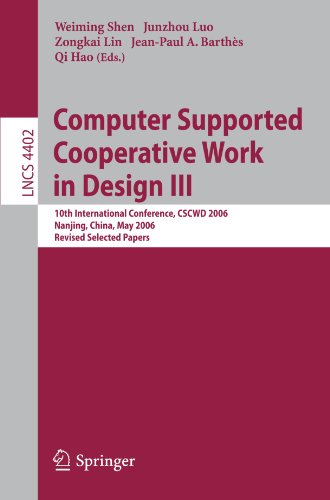 Weiming Shen   Junzhou Luo
Zongkai Lin   Jean-Paul A. Barthès
Qi Hao (Eds.)
LNCS 4402
Computer Supported
Cooperative Work
in Design III
10th International Conference, CSCWD 2006
Nanjing, China, May 2006
Revised Selected Papers
Springer